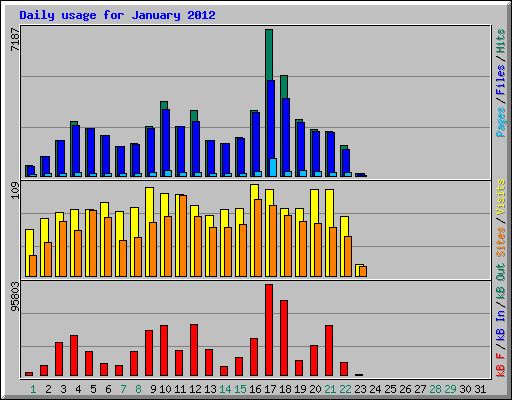 Daily usage for January 2012
7187
109
95803
Pages/Files/Hits
Sites/Visits
kB F/kB In/kB Out
1 2 3 4 5 6 7 8 9 10 11 12 13 14 15 16 17 18 19 20 21 22 23 24 25 26 27 28 29 30 31